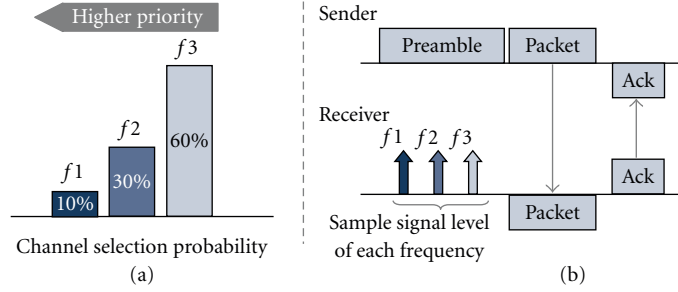 Higher priority
f3
60%
f2
30%
f1
10%
Channel selection probability
(a)
Sender
Preamble
Packet
Ack
Receiver
f1
f2
f3
Ack
Packet
Sample signal level
of each frequency
(b)